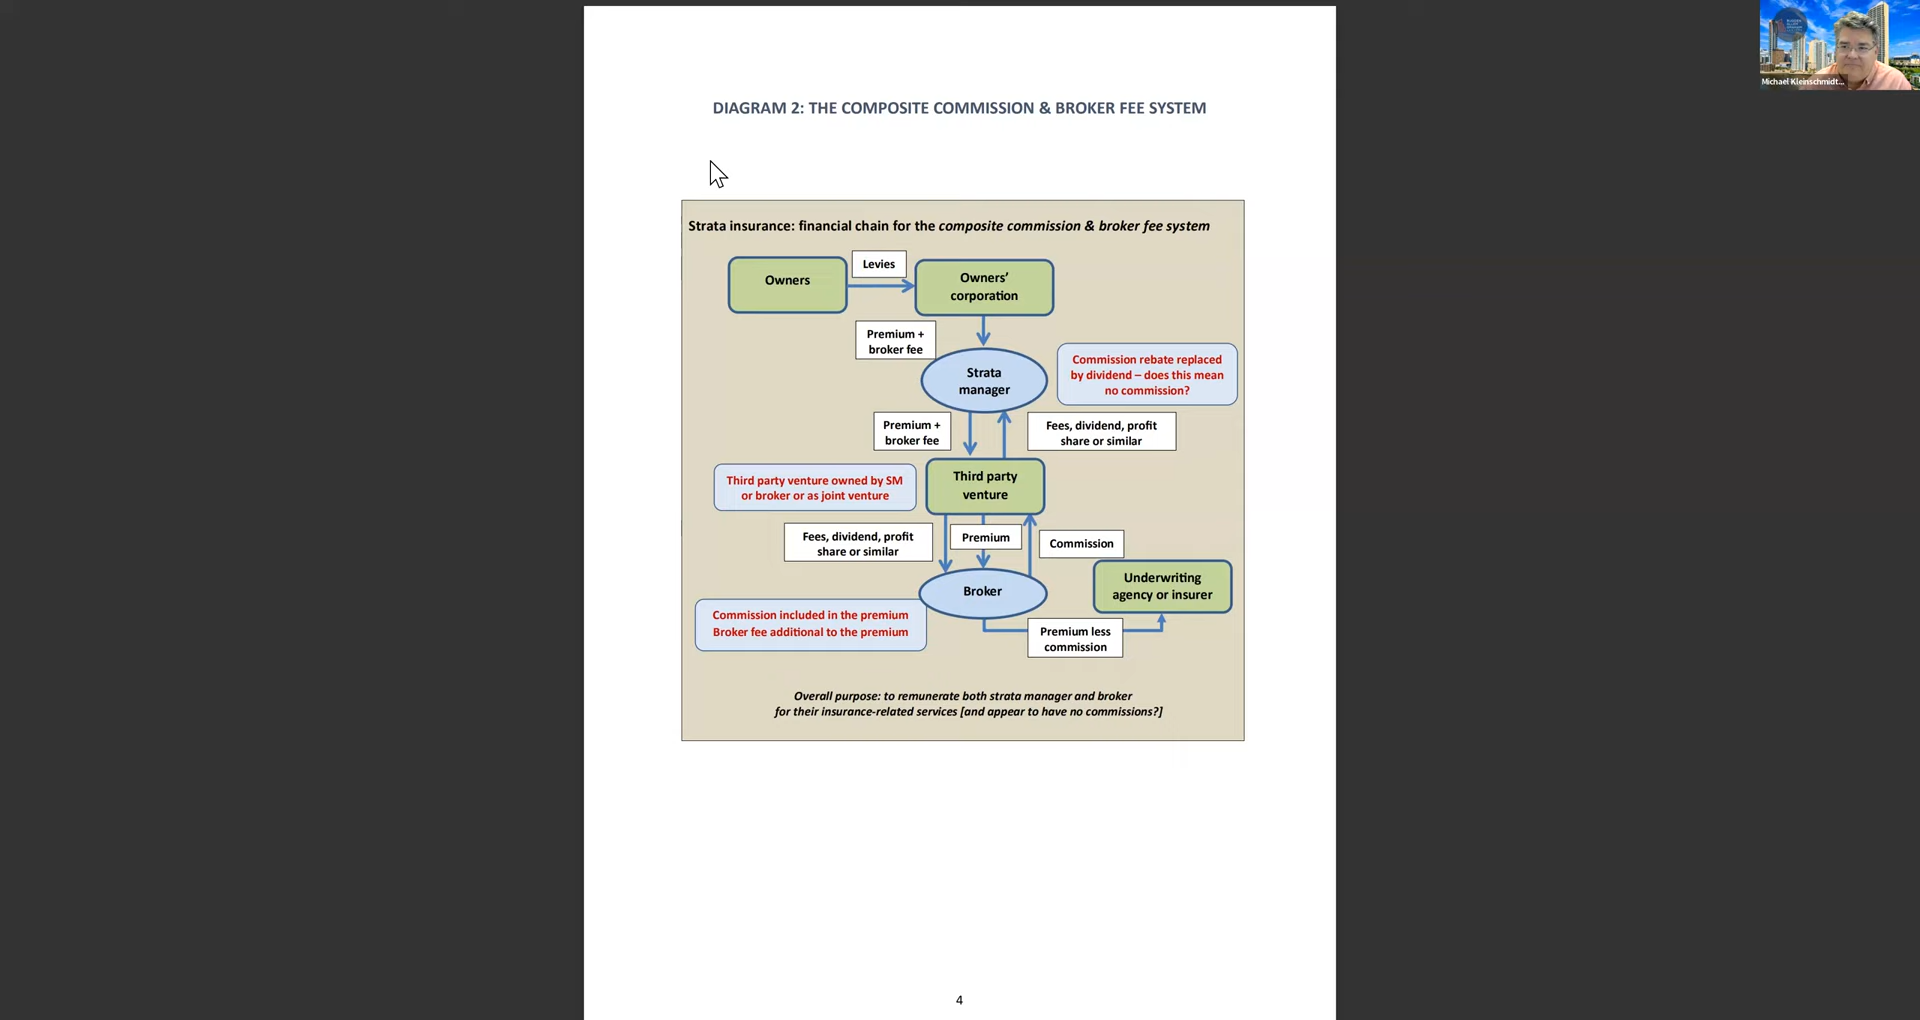 Michael Kleinschmidt...
DIAGRAM 2: THE COMPOSITE COMMISSION & BROKER FEE SYSTEM
Strata insurance: financial chain for the composite commission & broker fee system
Owners
Levies
Owners’
corporation
Premium +
broker fee
Strata
manager
Commission rebate replaced
by dividend – does this mean
no commission?
Premium +
broker fee
Fees, dividend, profit
share or similar
Third party venture owned by SM
or broker or as joint venture
Third party
venture
Fees, dividend, profit
share or similar
Premium
Commission
Broker
Underwriting
agency or insurer
Commission included in the premium
Broker fee additional to the premium
Premium less
commission
Overall purpose: to remunerate both strata manager and broker
for their insurance-related services [and appear to have no commissions?]
4